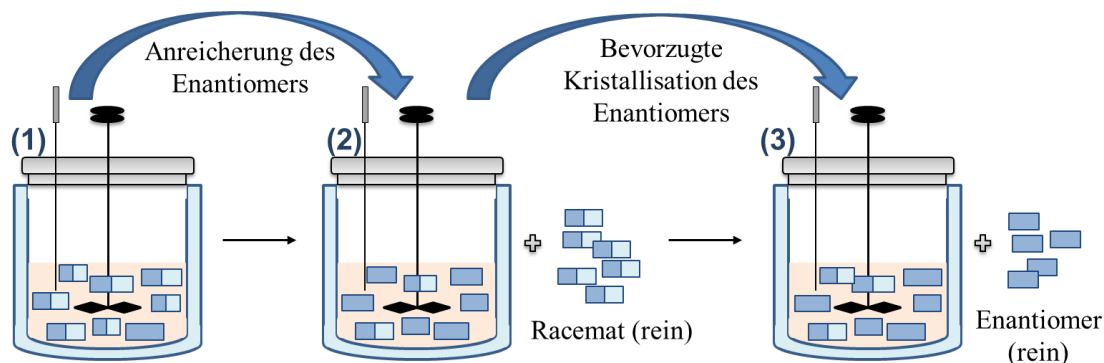 Anreicherung des
Enantiomers
Bevorzugte
Kristallisation des
Enantiomers
(1)
(2)
(3)
Racemat (rein)
Enantiomer
(rein)